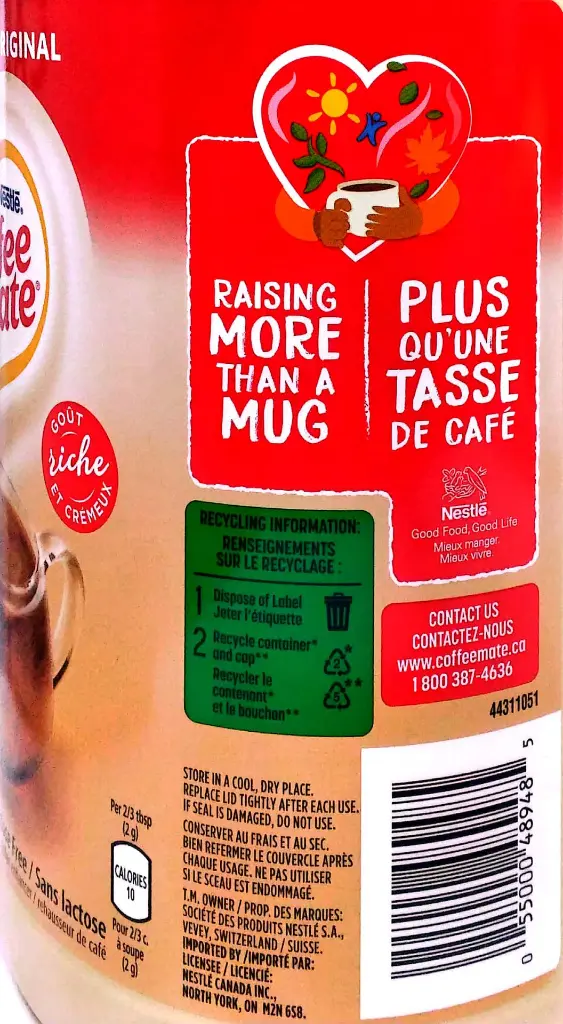 ORIGINAL
Nestlé
RAISING
MORE
THAN A
MUG
PLUS
QU'UNE
TASSE
DE CAFÉ
GOÛT
riche
ET CRÉMEUX
Nestlé
Good Food, Good Life
Mieux manger.
Mieux vivre.
RECYCLING INFORMATION:
RENSEIGNEMENTS
SUR LE RECYCLAGE :
1 Dispose of Label
Jeter l'étiquette
2 Recycle container*
and cap**
Recycler le
contenant*
et le bouchon**
2 *
5 **
CONTACT US
CONTACTEZ-NOUS
www.coffeemate.ca
1 800 387-4636
44311051
STORE IN A COOL, DRY PLACE.
REPLACE LID TIGHTLY AFTER EACH USE.
IF SEAL IS DAMAGED, DO NOT USE.
CONSERVER AU FRAIS ET AU SEC.
BIEN REFERMER LE COUVERCLE APRÈS
CHAQUE USAGE. NE PAS UTILISER
SI LE SCEAU EST ENDOMMAGÉ.
T.M. OWNER / PROP. DES MARQUES:
SOCIÉTÉ DES PRODUITS NESTLÉ S.A.,
VEVEY, SWITZERLAND / SUISSE.
IMPORTED BY /IMPORTÉ PAR:
LICENSEE / LICENCIÉ:
NESTLÉ CANADA INC.,
NORTH YORK, ON M2N 6S8.
Per 2/3 tbsp
(2 g)
CALORIES
10
Pour 2/3 c.
à soupe
(2 g)
Free / Sans lactose
/ rehausseur de café
0 55000 48948 5